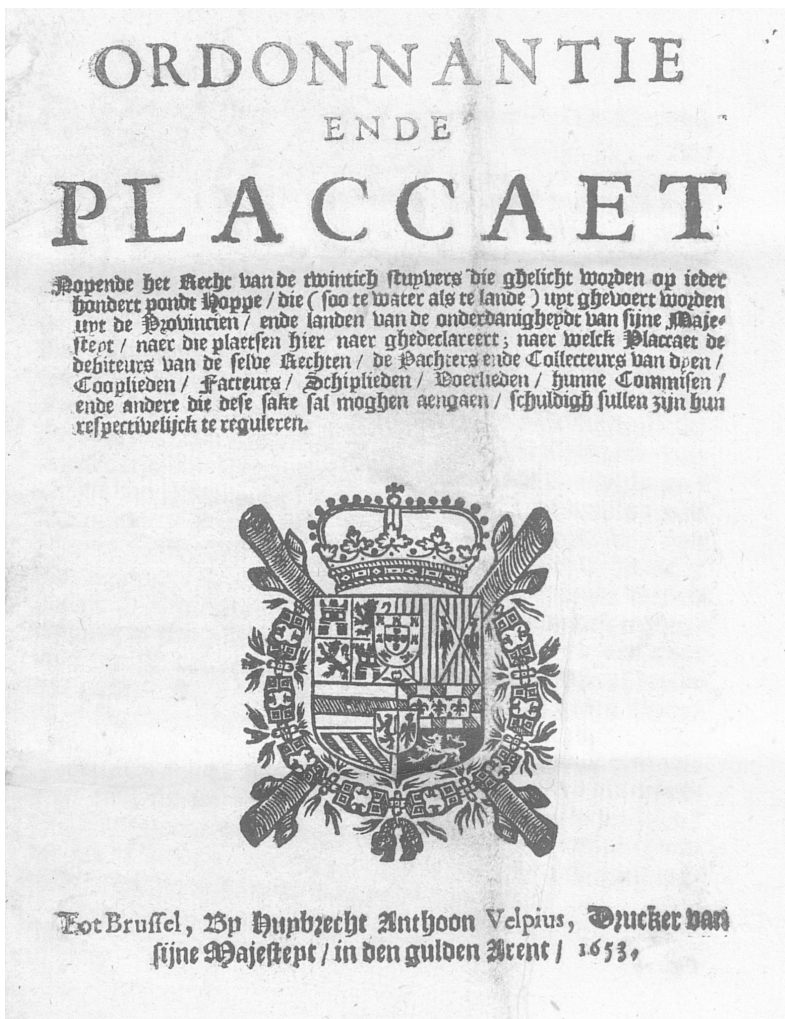 ORDONNANTIE
ENDE
PLACCAET
Nopende het Recht van de twintich stuyvers die ghelicht worden op ieder
hondert pondt Hoppe / die ( soo te water als te lande ) uyt ghevoert worden
uyt de Provincien / ende landen van de onderdanigheydt van sijne Maje-
steyt / naer die plaetsen hier naer ghedeclareert; naer welck Placcaet de
debiteurs van de selve Rechten / de Pachters ende Collecteurs van dyen /
Cooplieden / Facteurs / Schiplieden / Voerlieden / hunne Commisen /
ende andere die dese sake sal moghen aengaen / schuldigh sullen zijn hun
respectivelijck te reguleren.
Tot Brussel, By Huybrecht Anthoon Velpius, Drucker van
sijne Majesteyt / in den gulden Arent / 1653.